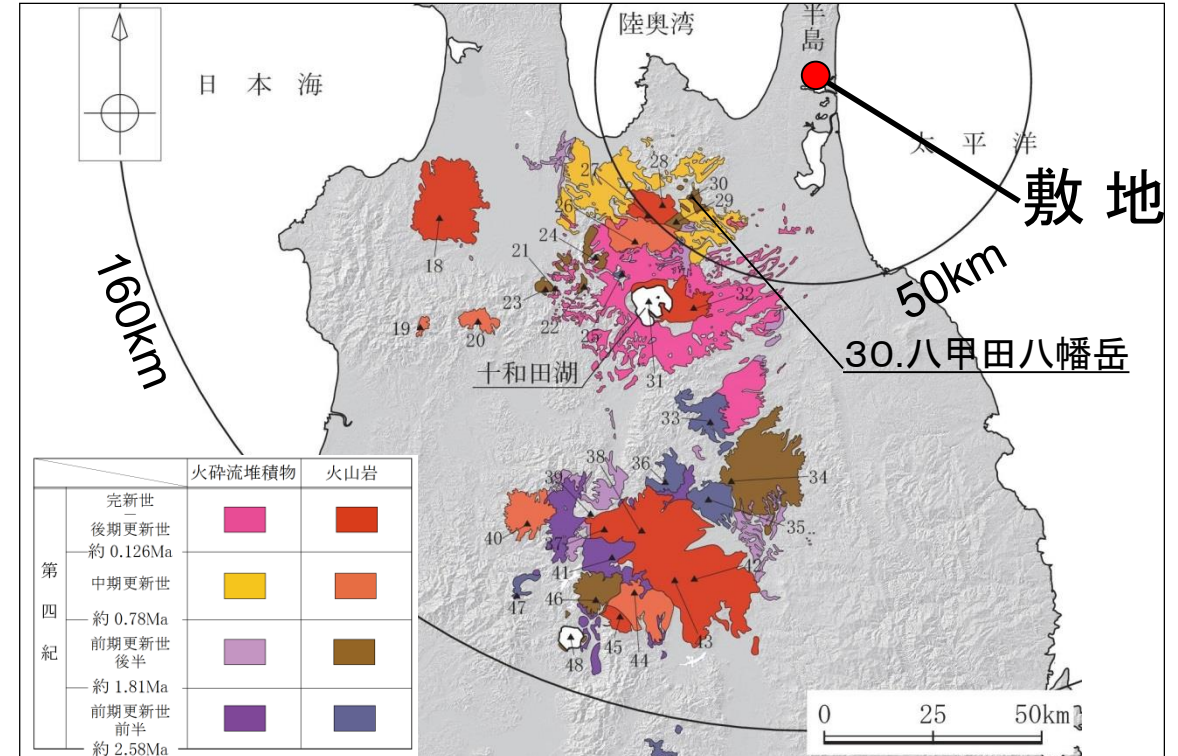 陸奥湾
半島
日本海
太平洋
敷地
50km
160km
30.八甲田八幡岳
十和田湖
18
19
20
21
22
23
24
25
26
27
28
29
30
31
32
33
34
35
36
37
38
39
40
41
42
43
44
45
46
47
48
火砕流堆積物
火山岩
第四紀
完新世
―
後期更新世
約 0.126Ma
中期更新世
約 0.78Ma
前期更新世
後半
約 1.81Ma
前期更新世
前半
約 2.58Ma
0 25 50km